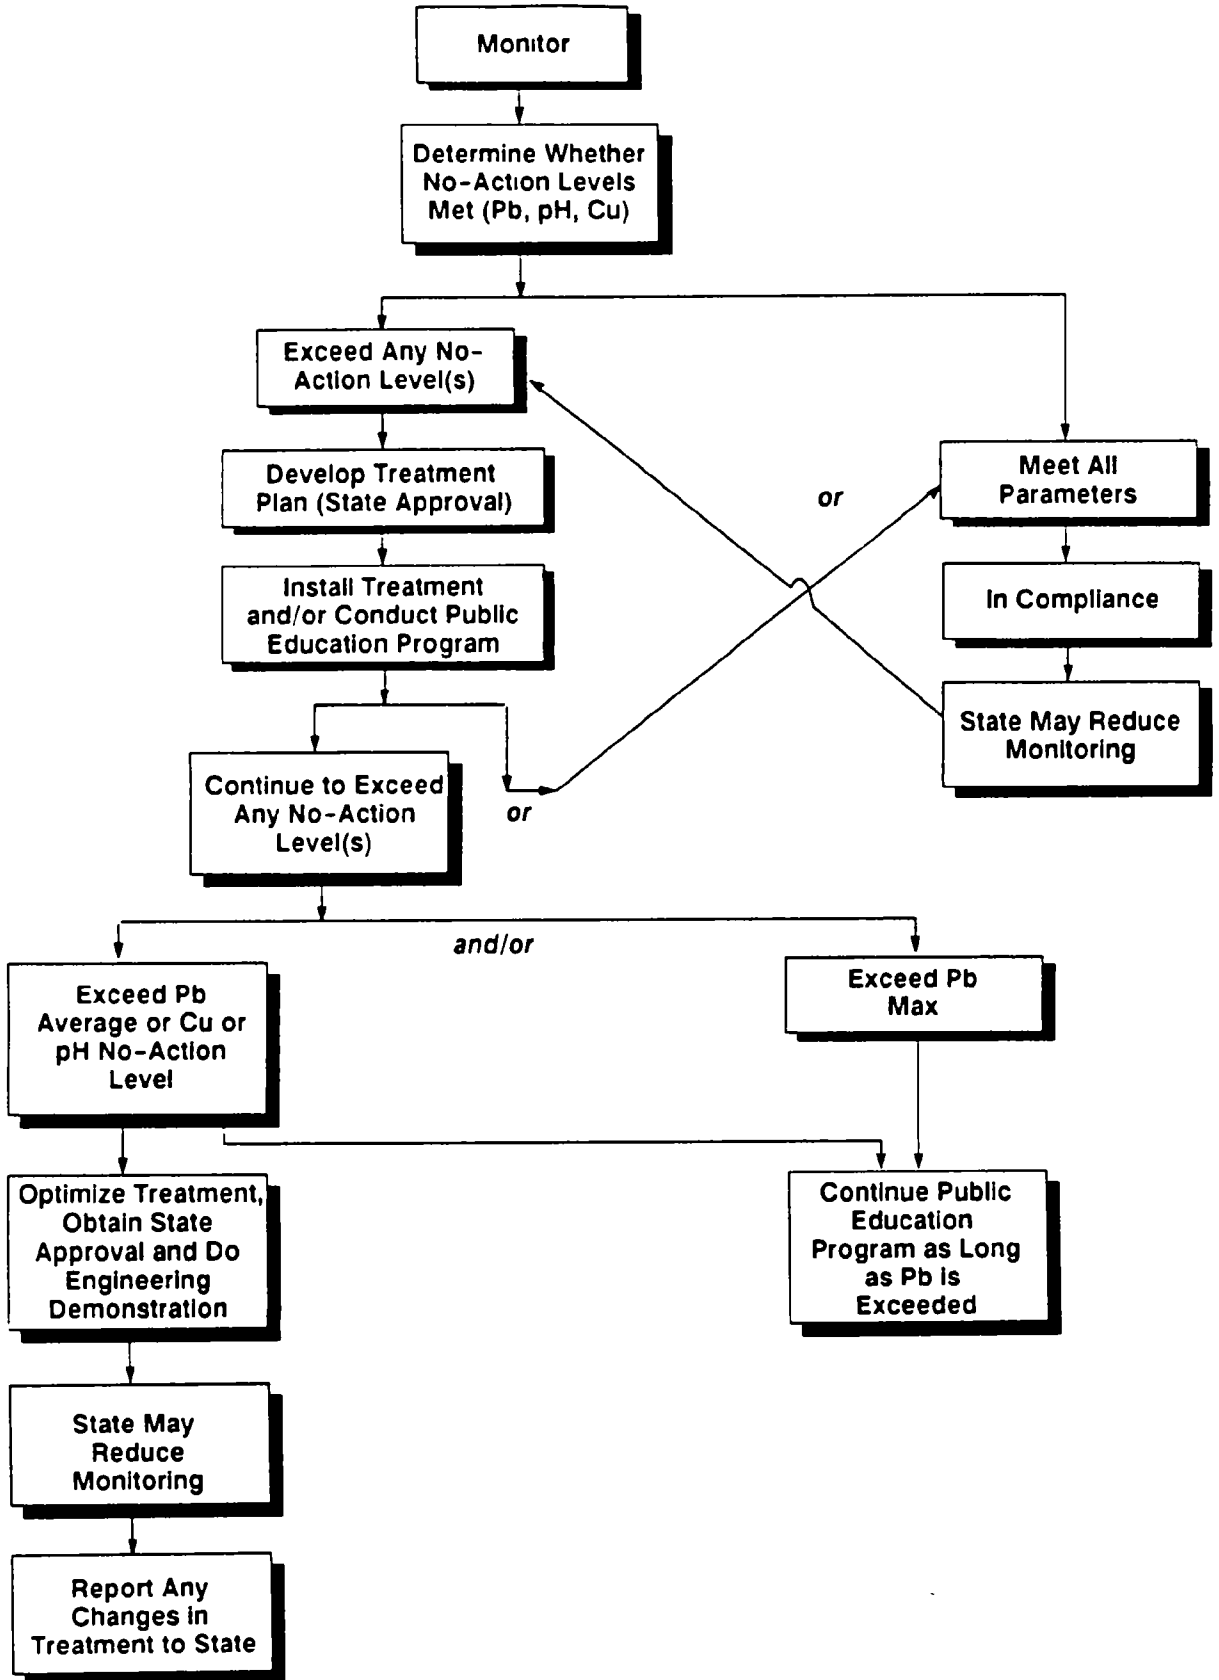 Monitor
Determine Whether
No-Action Levels
Met (Pb, pH, Cu)
Exceed Any No-
Action Level(s)
Develop Treatment
Plan (State Approval)
Install Treatment
and/or Conduct Public
Education Program
or
Meet All
Parameters
In Compliance
State May Reduce
Monitoring
Continue to Exceed
Any No-Action
Level(s)
or
and/or
Exceed Pb
Average or Cu or
pH No-Action
Level
Exceed Pb
Max
Optimize Treatment,
Obtain State
Approval and Do
Engineering
Demonstration
Continue Public
Education
Program as Long
as Pb is
Exceeded
State May
Reduce
Monitoring
Report Any
Changes in
Treatment to State